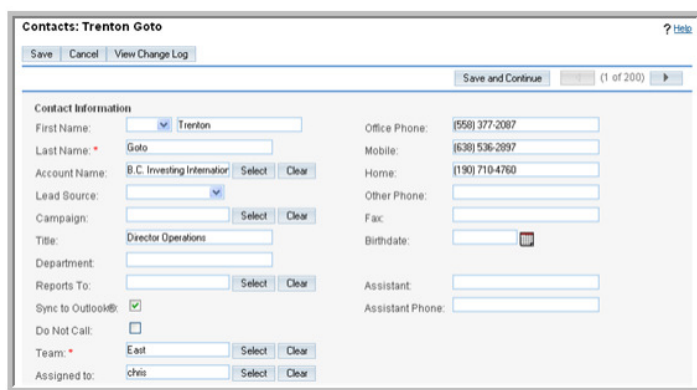 Contacts: Trenton Goto
? Help
Save Cancel View Change Log
Save and Continue (1 of 200)
Contact Information
First Name: Trenton Office Phone: (558) 377-2087
Last Name: * Goto Mobile: (638) 536-2897
Account Name: B.C. Investing Internation Select Clear Home: (190) 710-4760
Lead Source: Other Phone:
Campaign: Select Clear Fax:
Title: Director Operations Birthdate:
Department:
Reports To: Select Clear Assistant:
Sync to Outlook®: Assistant Phone:
Do Not Call:
Team: * East Select Clear
Assigned to: chris Select Clear